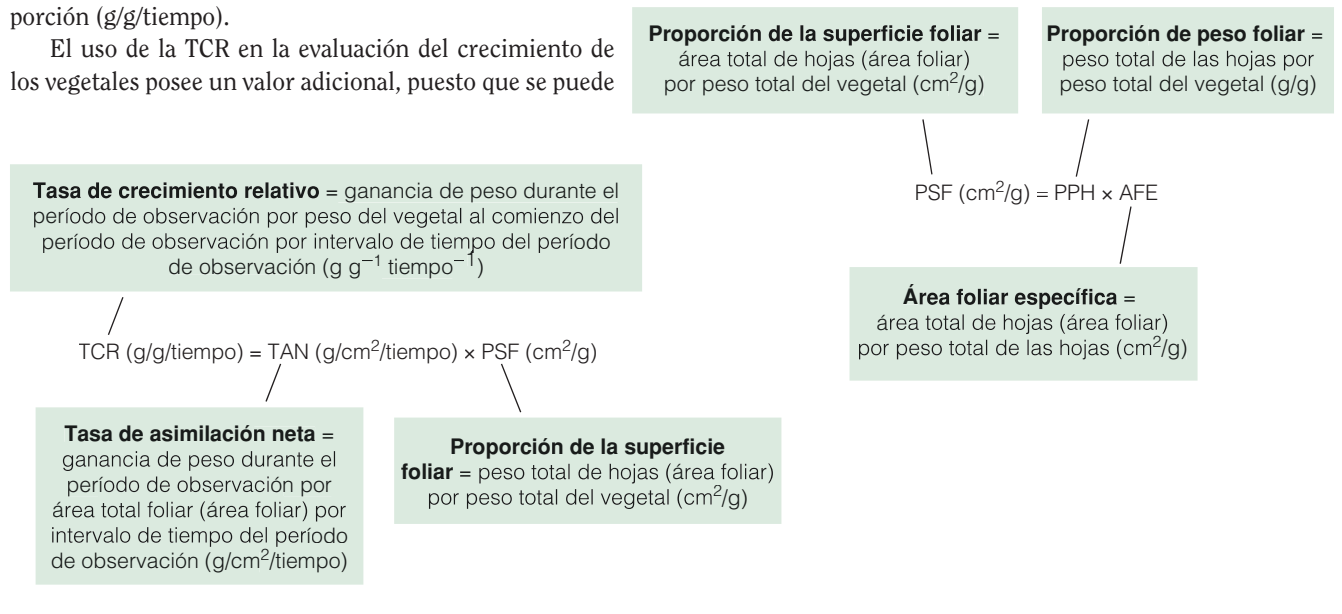 porción (g/g/tiempo).
El uso de la TCR en la evaluación del crecimiento de
los vegetales posee un valor adicional, puesto que se puede
Tasa de crecimiento relativo = ganancia de peso durante el
período de observación por peso del vegetal al comienzo del
período de observación por intervalo de tiempo del período
de observación (g g⁻¹ tiempo⁻¹)
TCR (g/g/tiempo) = TAN (g/cm²/tiempo) × PSF (cm²/g)
Tasa de asimilación neta =
ganancia de peso durante el
período de observación por
área total foliar (área foliar) por
intervalo de tiempo del período
de observación (g/cm²/tiempo)
Proporción de la superficie
foliar = peso total de hojas (área foliar)
por peso total del vegetal (cm²/g)
Proporción de la superficie foliar =
área total de hojas (área foliar)
por peso total del vegetal (cm²/g)
Proporción de peso foliar =
peso total de las hojas por
peso total del vegetal (g/g)
PSF (cm²/g) = PPH × AFE
Área foliar específica =
área total de hojas (área foliar)
por peso total de las hojas (cm²/g)